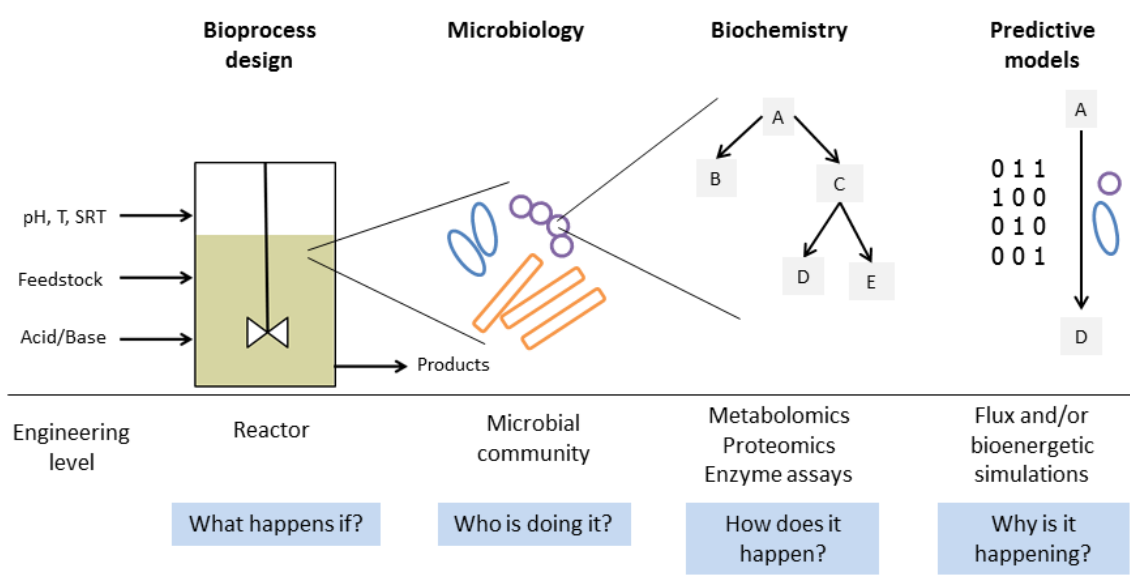 Bioprocess
design
Microbiology
Biochemistry
Predictive
models
pH, T, SRT
Feedstock
Acid/Base
Products
A
B
C
D
E
A
0 1 1
1 0 0
0 1 0
0 0 1
D
Engineering
level
Reactor
Microbial
community
Metabolomics
Proteomics
Enzyme assays
Flux and/or
bioenergetic
simulations
What happens if?
Who is doing it?
How does it
happen?
Why is it
happening?